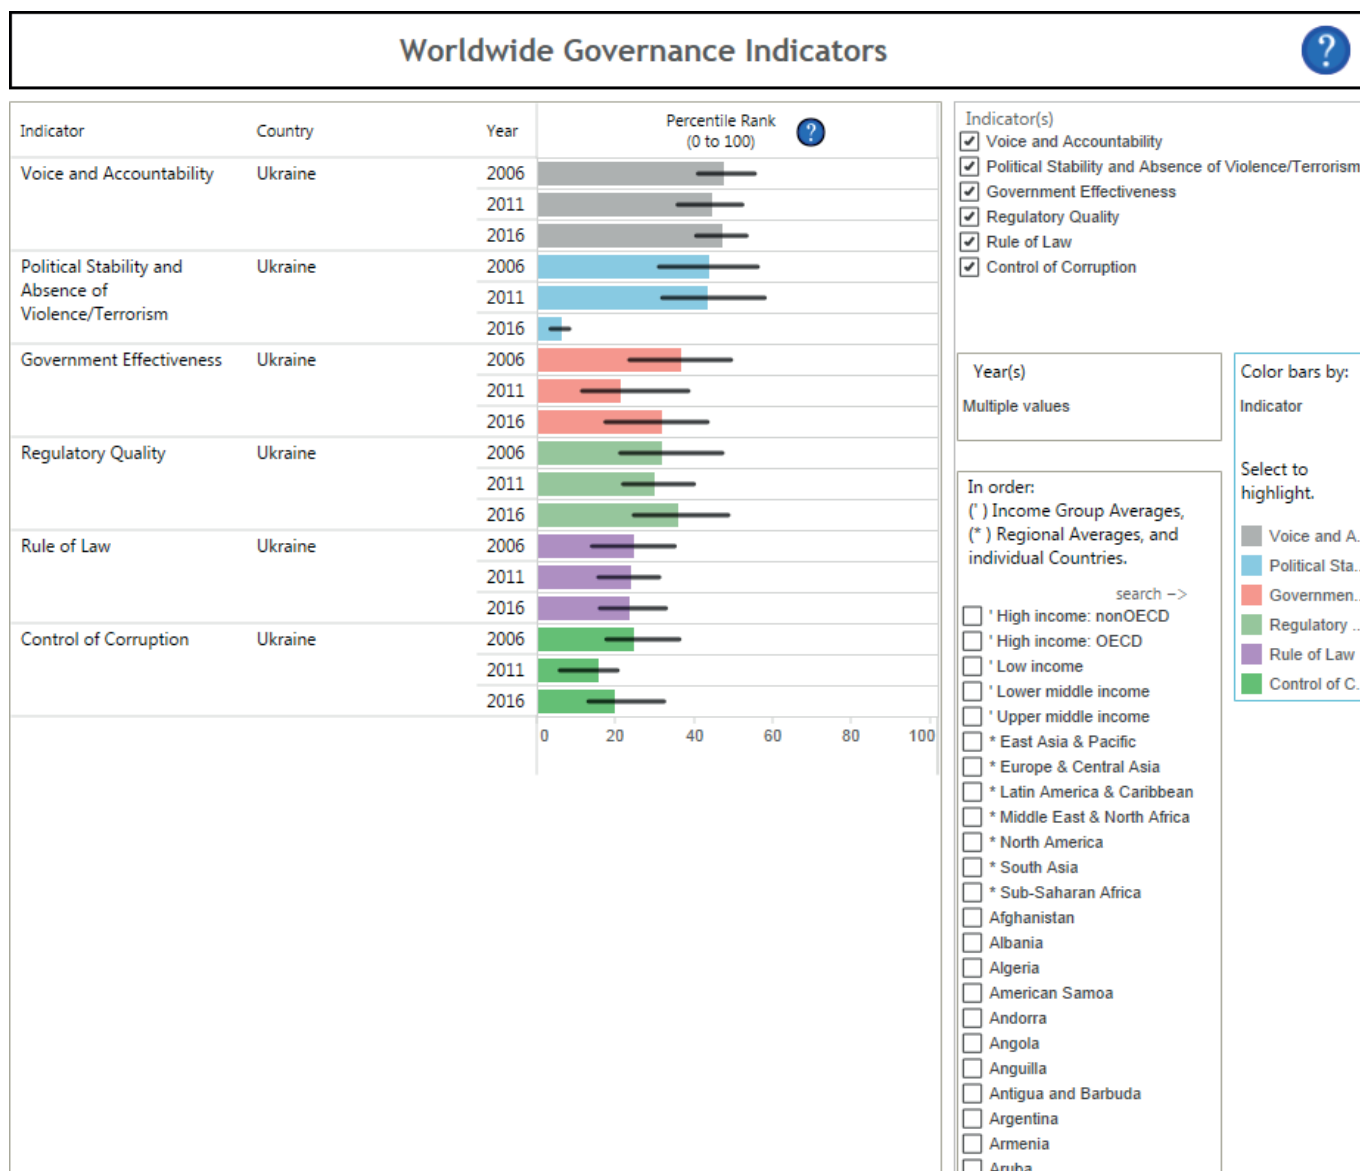 Worldwide Governance Indicators
?
Indicator
Country
Year
Percentile Rank
(0 to 100)
?
Voice and Accountability
Ukraine
2006
2011
2016
Political Stability and
Absence of
Violence/Terrorism
Ukraine
2006
2011
2016
Government Effectiveness
Ukraine
2006
2011
2016
Regulatory Quality
Ukraine
2006
2011
2016
Rule of Law
Ukraine
2006
2011
2016
Control of Corruption
Ukraine
2006
2011
2016
0 20 40 60 80 100
Indicator(s)
Voice and Accountability
Political Stability and Absence of Violence/Terrorism
Government Effectiveness
Regulatory Quality
Rule of Law
Control of Corruption
Year(s)
Multiple values
Color bars by:
Indicator
Select to
highlight.
Voice and A..
Political Sta..
Governmen..
Regulatory ..
Rule of Law
Control of C..
In order:
(' ) Income Group Averages,
(* ) Regional Averages, and
individual Countries.
search -->
' High income: nonOECD
' High income: OECD
' Low income
' Lower middle income
' Upper middle income
* East Asia & Pacific
* Europe & Central Asia
* Latin America & Caribbean
* Middle East & North Africa
* North America
* South Asia
* Sub-Saharan Africa
Afghanistan
Albania
Algeria
American Samoa
Andorra
Angola
Anguilla
Antigua and Barbuda
Argentina
Armenia
Aruba